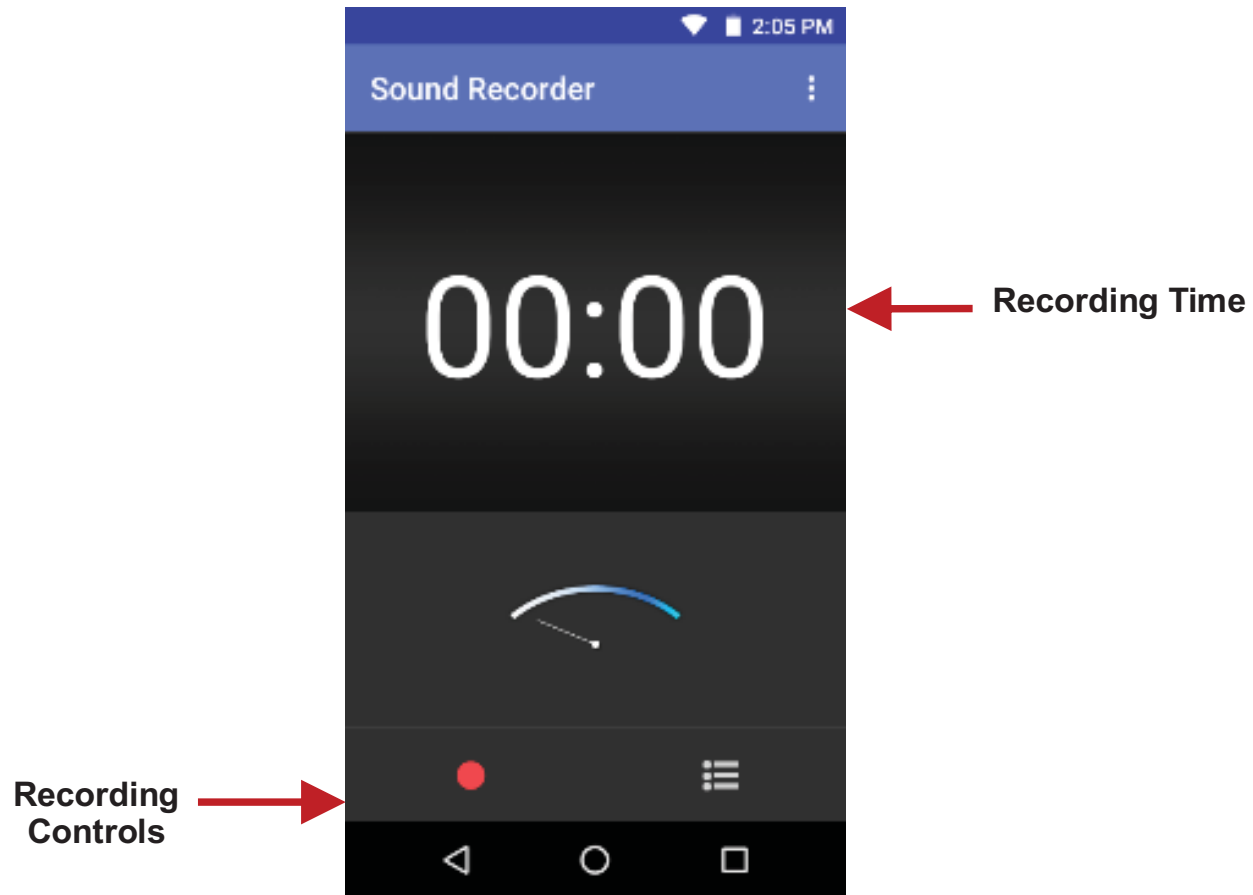 2:05 PM
Sound Recorder
00:00
Recording Time
Recording
Controls